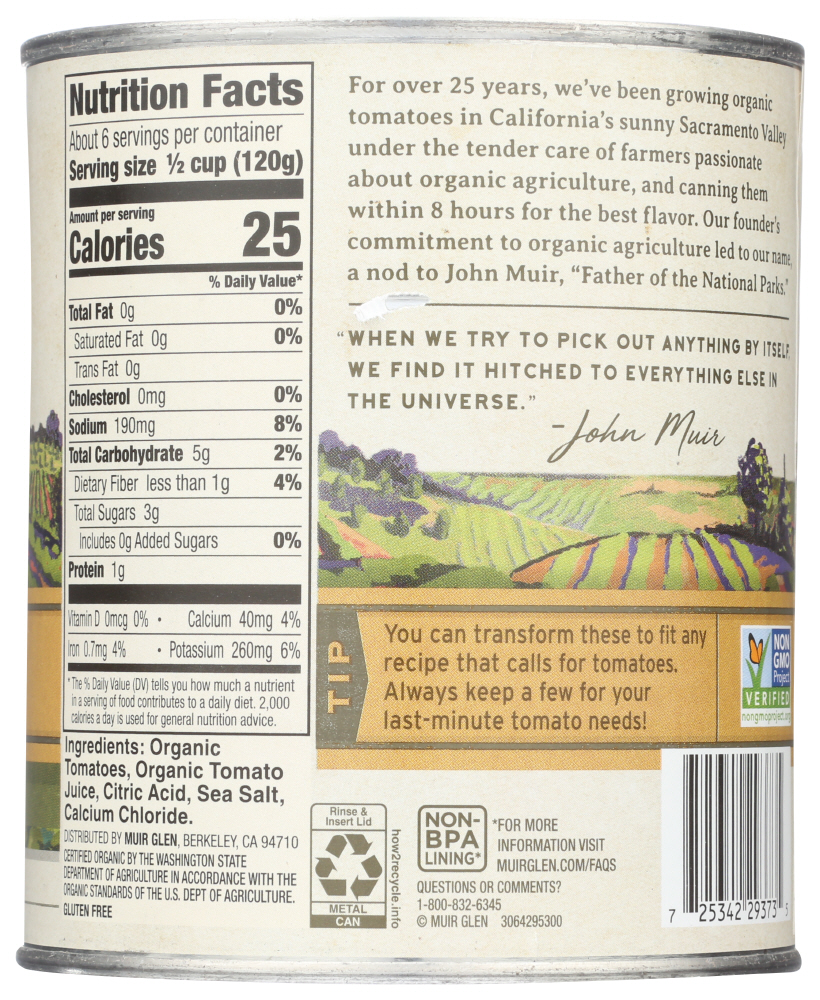 Nutrition Facts
About 6 servings per container
Serving size ½ cup (120g)
Amount per serving
Calories 25
% Daily Value*
Total Fat 0g 0%
Saturated Fat 0g 0%
Trans Fat 0g
Cholesterol 0mg 0%
Sodium 190mg 8%
Total Carbohydrate 5g 2%
Dietary Fiber less than 1g 4%
Total Sugars 3g
Includes 0g Added Sugars 0%
Protein 1g
Vitamin D 0mcg 0% • Calcium 40mg 4%
Iron 0.7mg 4% • Potassium 260mg 6%
*The % Daily Value (DV) tells you how much a nutrient
in a serving of food contributes to a daily diet. 2,000
calories a day is used for general nutrition advice.
Ingredients: Organic
Tomatoes, Organic Tomato
Juice, Citric Acid, Sea Salt,
Calcium Chloride.
DISTRIBUTED BY MUIR GLEN, BERKELEY, CA 94710
CERTIFIED ORGANIC BY THE WASHINGTON STATE
DEPARTMENT OF AGRICULTURE IN ACCORDANCE WITH THE
ORGANIC STANDARDS OF THE U.S. DEPT OF AGRICULTURE.
GLUTEN FREE
For over 25 years, we've been growing organic
tomatoes in California's sunny Sacramento Valley
under the tender care of farmers passionate
about organic agriculture, and canning them
within 8 hours for the best flavor. Our founder's
commitment to organic agriculture led to our name,
a nod to John Muir, "Father of the National Parks."
"WHEN WE TRY TO PICK OUT ANYTHING BY ITSELF
WE FIND IT HITCHED TO EVERYTHING ELSE IN
THE UNIVERSE."
-John Muir
TIP
You can transform these to fit any
recipe that calls for tomatoes.
Always keep a few for your
last-minute tomato needs!
NON
GMO
Project
VERIFIED
nongmoproject.org
Rinse &
Insert Lid
METAL
CAN
how2recycle.info
NON-
BPA
LINING*
*FOR MORE
INFORMATION VISIT
MUIRGLEN.COM/FAQS
QUESTIONS OR COMMENTS?
1-800-832-6345
© MUIR GLEN 3064295300
7 25342 29373 5